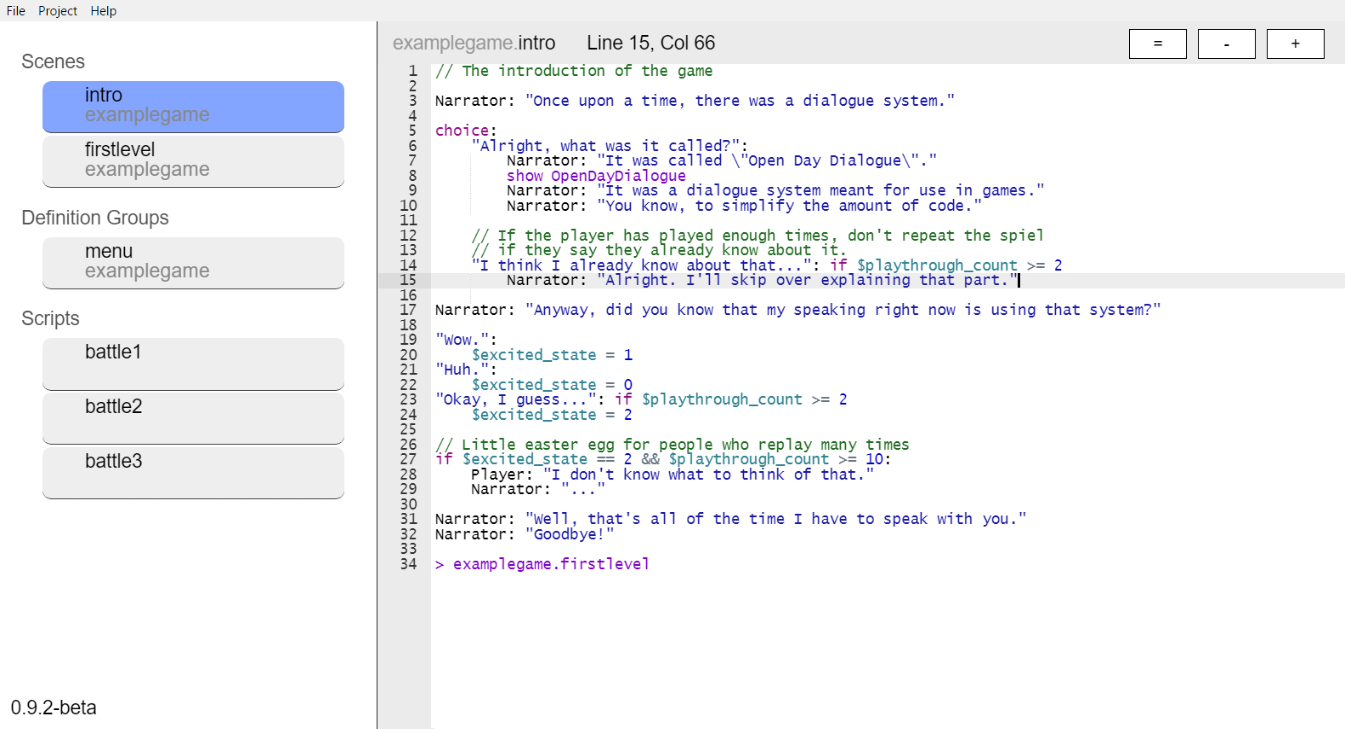 File Project Help
Scenes
intro
examplegame
firstlevel
examplegame
Definition Groups
menu
examplegame
Scripts
battle1
battle2
battle3
0.9.2-beta
examplegame.intro Line 15, Col 66
= - +
1 // The introduction of the game
2
3 Narrator: "Once upon a time, there was a dialogue system."
4
5 choice:
6 "Alright, what was it called?":
7 Narrator: "It was called \"Open Day Dialogue\"."
8 show OpenDayDialogue
9 Narrator: "It was a dialogue system meant for use in games."
10 Narrator: "You know, to simplify the amount of code."
11
12 // If the player has played enough times, don't repeat the spiel
13 // if they say they already know about it.
14 "I think I already know about that...": if $playthrough_count >= 2
15 Narrator: "Alright. I'll skip over explaining that part."
16
17 Narrator: "Anyway, did you know that my speaking right now is using that system?"
18
19 "Wow.":
20 $excited_state = 1
21 "Huh.":
22 $excited_state = 0
23 "Okay, I guess...": if $playthrough_count >= 2
24 $excited_state = 2
25
26 // Little easter egg for people who replay many times
27 if $excited_state == 2 && $playthrough_count >= 10:
28 Player: "I don't know what to think of that."
29 Narrator: "..."
30
31 Narrator: "Well, that's all of the time I have to speak with you."
32 Narrator: "Goodbye!"
33
34 > examplegame.firstlevel